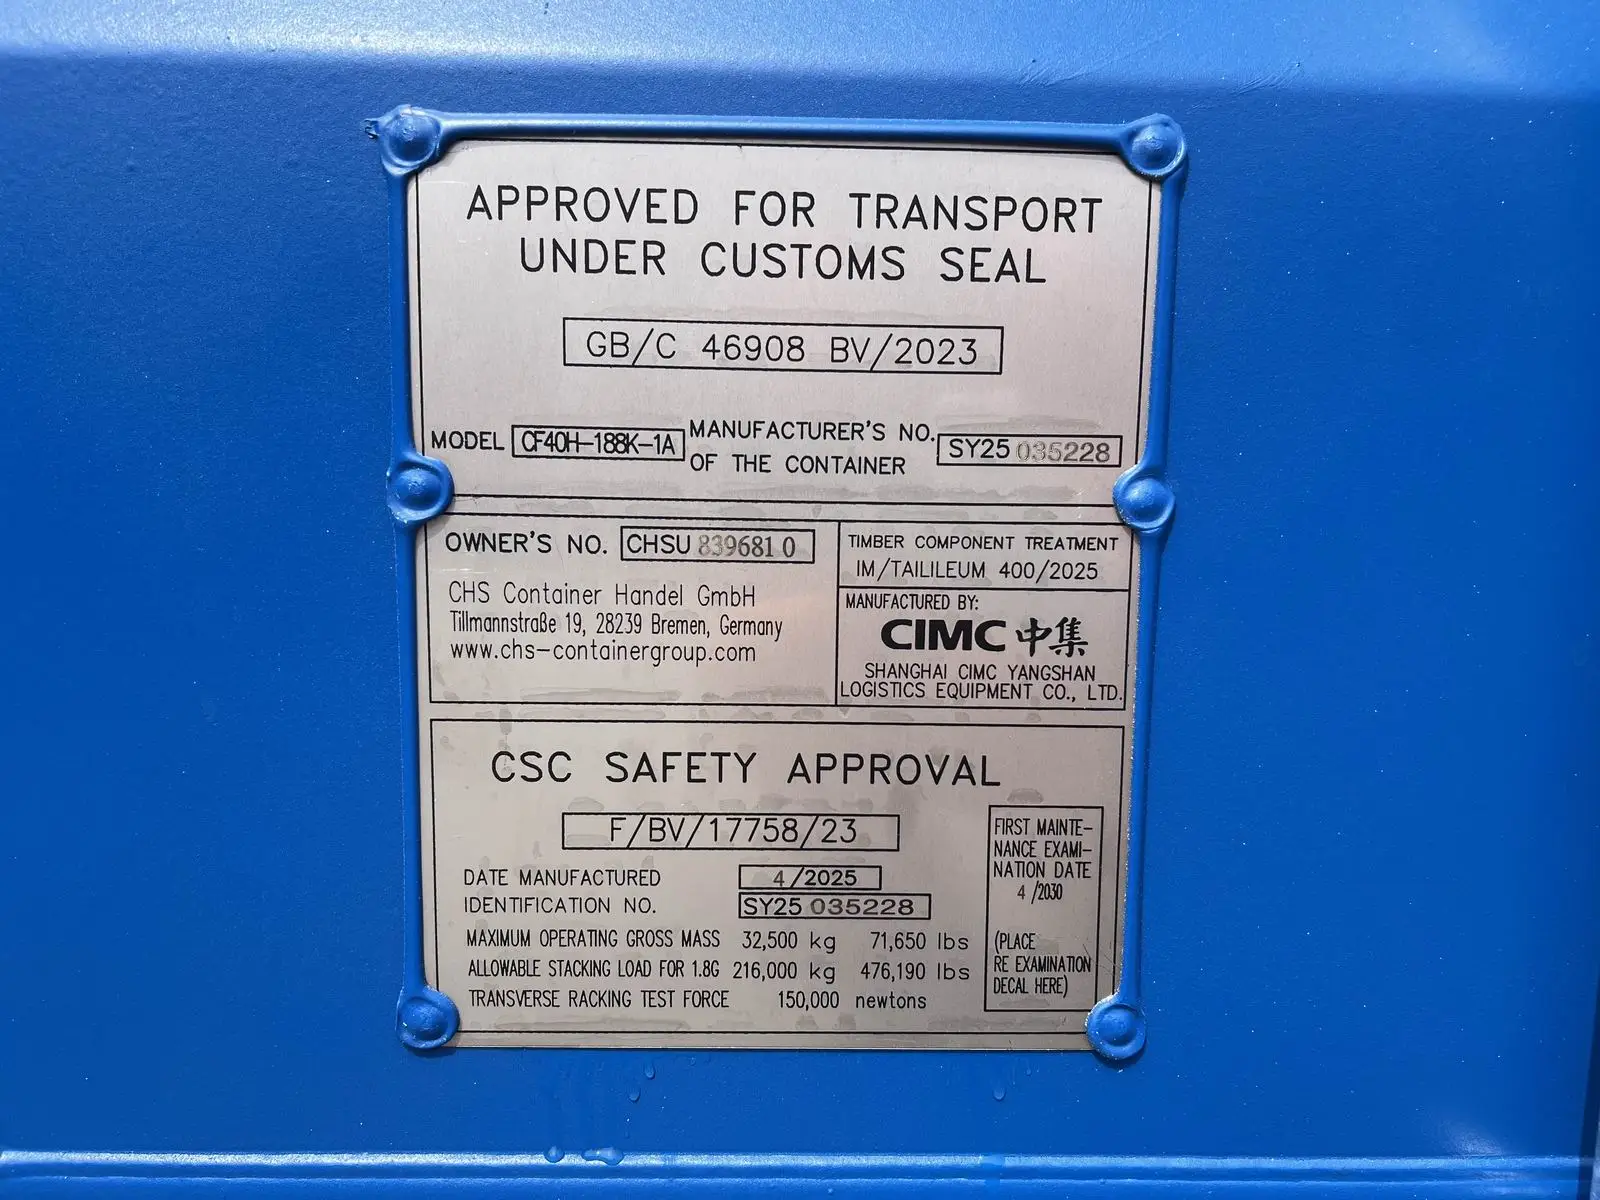 APPROVED FOR TRANSPORT
UNDER CUSTOMS SEAL
GB/C 46908 BV/2023
MODEL CF40H-188K-1A MANUFACTURER'S NO.
OF THE CONTAINER SY25 035228
OWNER'S NO. CHSU 839681 0
CHS Container Handel GmbH
Tillmannstraße 19, 28239 Bremen, Germany
www.chs-containergroup.com
TIMBER COMPONENT TREATMENT
IM/TAILILEUM 400/2025
MANUFACTURED BY:
CIMC 中集
SHANGHAI CIMC YANGSHAN
LOGISTICS EQUIPMENT CO., LTD.
CSC SAFETY APPROVAL
F/BV/17758/23
DATE MANUFACTURED 4/2025
IDENTIFICATION NO. SY25 035228
MAXIMUM OPERATING GROSS MASS 32,500 kg 71,650 lbs
ALLOWABLE STACKING LOAD FOR 1.8G 216,000 kg 476,190 lbs
TRANSVERSE RACKING TEST FORCE 150,000 newtons
FIRST MAINTE-
NANCE EXAMI-
NATION DATE
4 /2030
(PLACE
RE EXAMINATION
DECAL HERE)